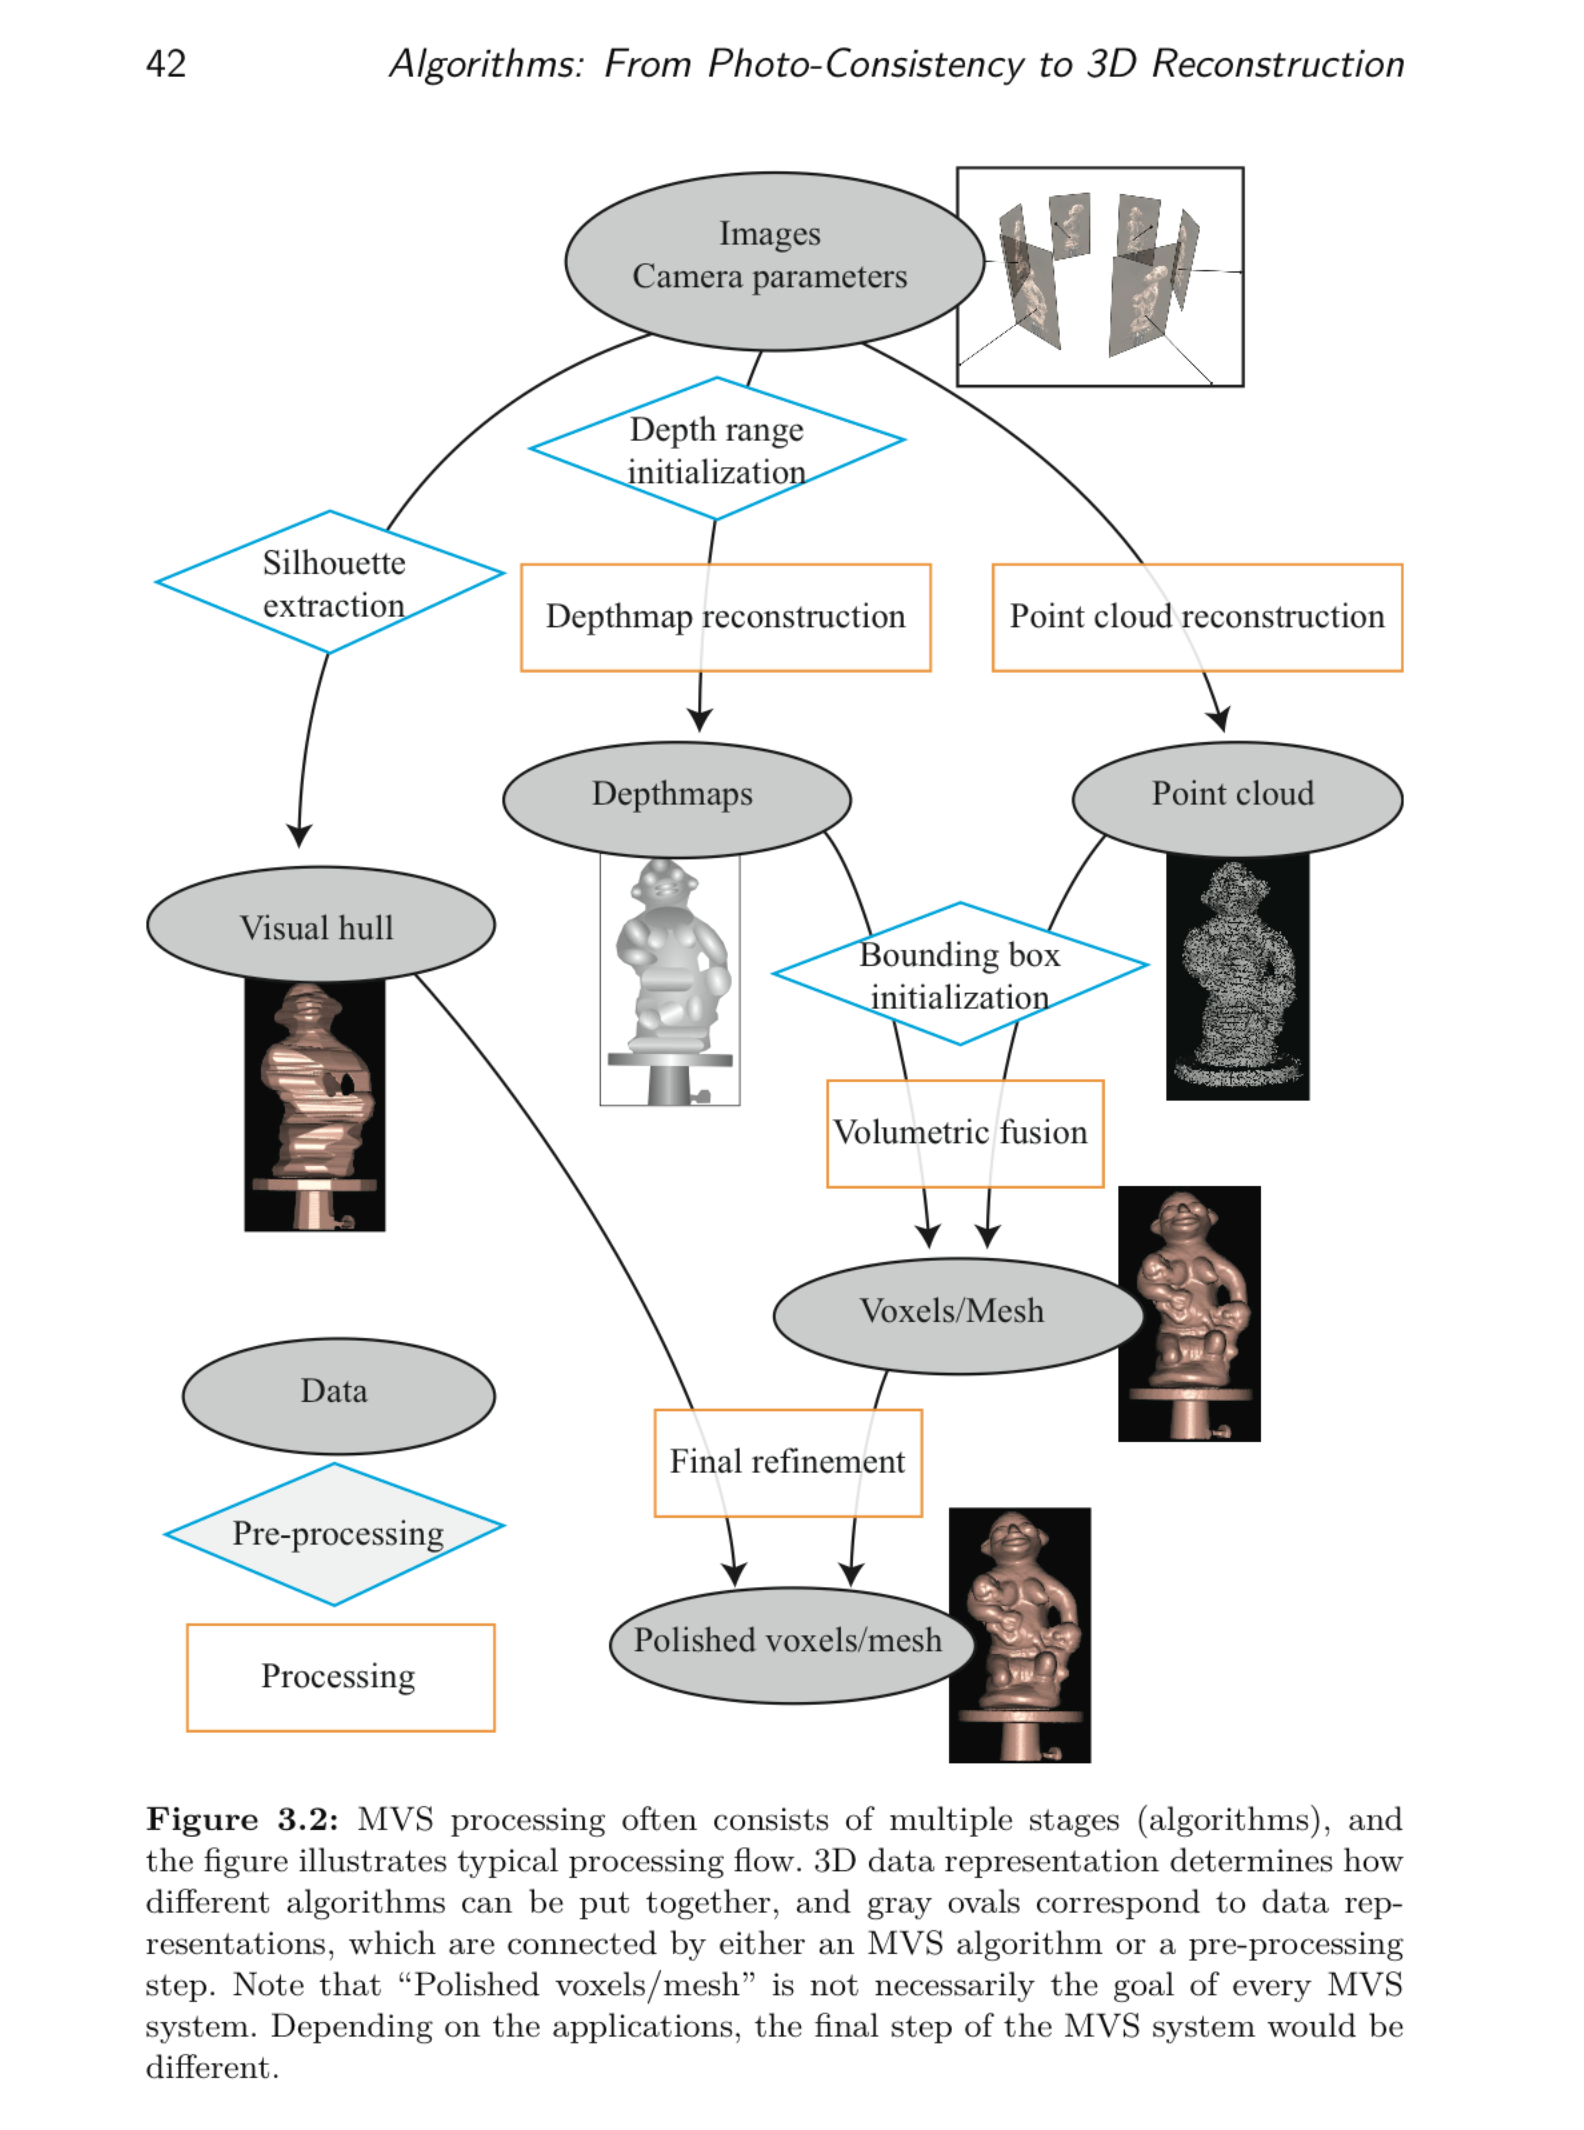 42
Algorithms: From Photo-Consistency to 3D Reconstruction
Images
Camera parameters
Depth range
initialization
Silhouette
extraction
Depthmap reconstruction
Point cloud reconstruction
Depthmaps
Point cloud
Visual hull
Bounding box
initialization
Volumetric fusion
Voxels/Mesh
Data
Final refinement
Pre-processing
Polished voxels/mesh
Processing
Figure 3.2: MVS processing often consists of multiple stages (algorithms), and
the figure illustrates typical processing flow. 3D data representation determines how
different algorithms can be put together, and gray ovals correspond to data rep-
resentations, which are connected by either an MVS algorithm or a pre-processing
step. Note that “Polished voxels/mesh” is not necessarily the goal of every MVS
system. Depending on the applications, the final step of the MVS system would be
different.